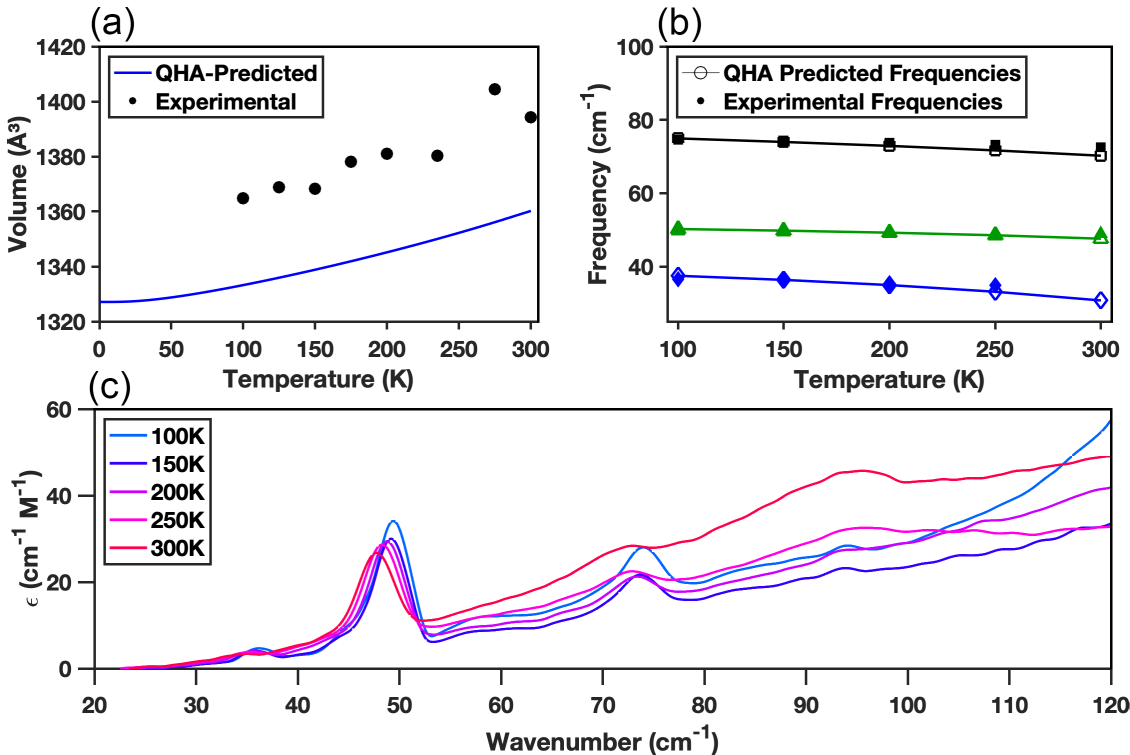 (a)
1420
1400
1380
1360
1340
1320
Volume (Å³)
QHA-Predicted
Experimental
0 50 100 150 200 250 300
Temperature (K)
(b)
100
80
60
40
Frequency (cm⁻¹)
QHA Predicted Frequencies
Experimental Frequencies
100 150 200 250 300
Temperature (K)
(c)
60
40
20
0
ϵ (cm⁻¹ M⁻¹)
100K
150K
200K
250K
300K
20 30 40 50 60 70 80 90 100 110 120
Wavenumber (cm⁻¹)